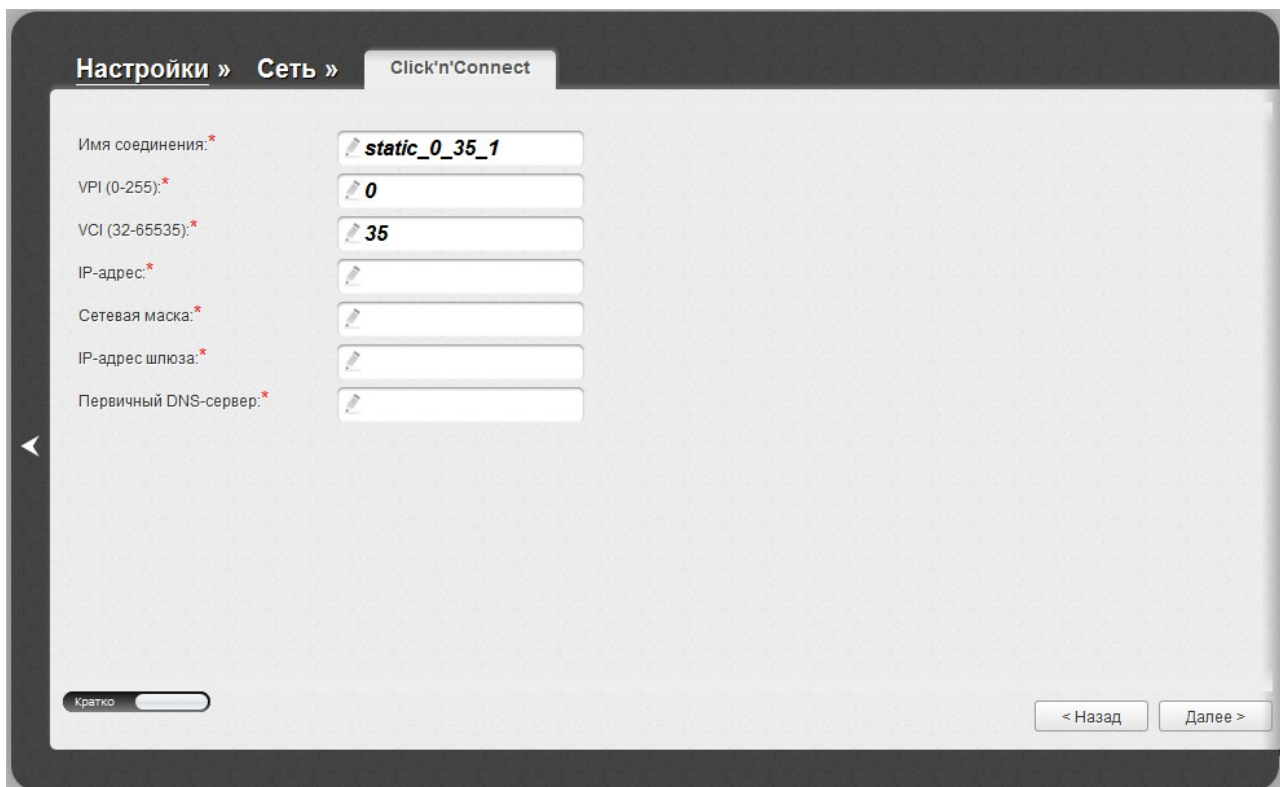 Настройки » Сеть » Click'n'Connect
Имя соединения:* static_0_35_1
VPI (0-255):* 0
VCI (32-65535):* 35
IP-адрес:*
Сетевая маска:*
IP-адрес шлюза:*
Первичный DNS-сервер:*
Кратко
< Назад Далее >